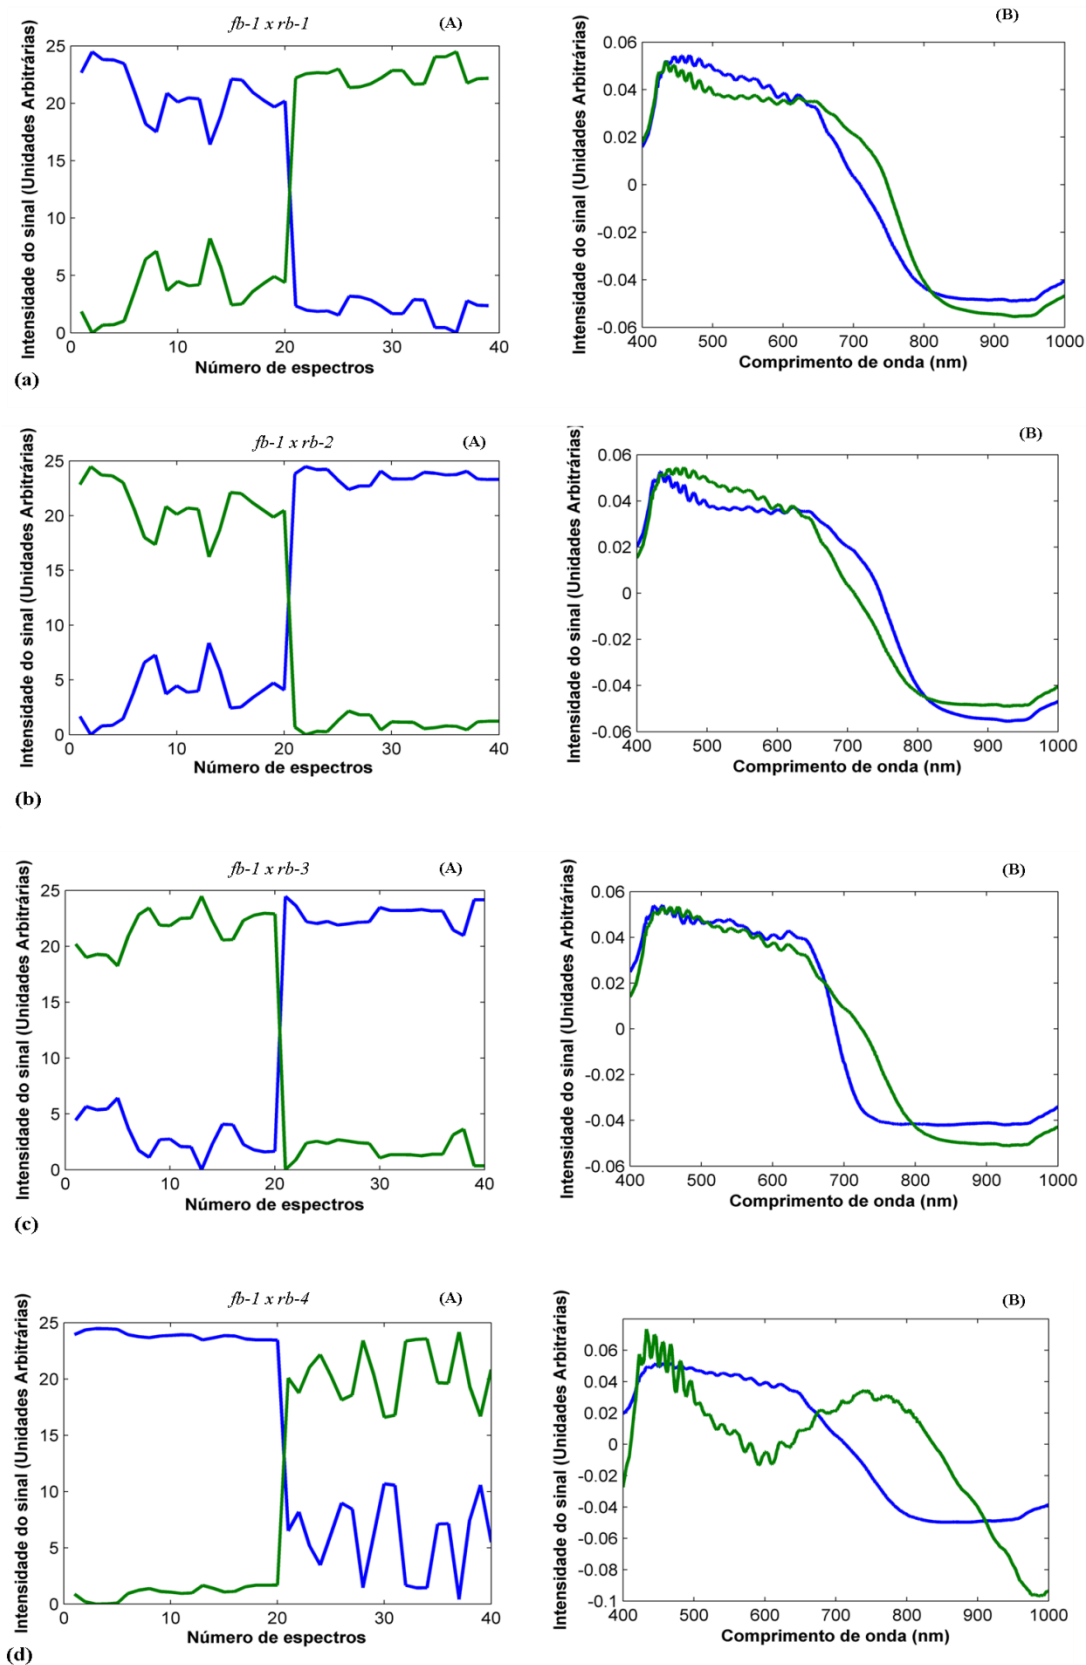 fb-1 x rb-1 (A) (B)
Intensidade do sinal (Unidades Arbitrárias)
25
20
15
10
5
0
0 10 20 30 40
Número de espectros
Intensidade do sinal (Unidades Arbitrárias)
0.06
0.04
0.02
0
-0.02
-0.04
-0.06
400 500 600 700 800 900 1000
Comprimento de onda (nm)
(a)
fb-1 x rb-2 (A) (B)
Intensidade do sinal (Unidades Arbitrárias)
25
20
15
10
5
0
0 10 20 30 40
Número de espectros
Intensidade do sinal (Unidades Arbitrárias)
0.06
0.04
0.02
0
-0.02
-0.04
-0.06
400 500 600 700 800 900 1000
Comprimento de onda (nm)
(b)
fb-1 x rb-3 (A) (B)
Intensidade do sinal (Unidades Arbitrárias)
25
20
15
10
5
0
0 10 20 30 40
Número de espectros
Intensidade do sinal (Unidades Arbitrárias)
0.06
0.04
0.02
0
-0.02
-0.04
-0.06
400 500 600 700 800 900 1000
Comprimento de onda (nm)
(c)
fb-1 x rb-4 (A) (B)
Intensidade do sinal (Unidades Arbitrárias)
25
20
15
10
5
0
0 10 20 30 40
Número de espectros
Intensidade do sinal (Unidades Arbitrárias)
0.06
0.04
0.02
0
-0.02
-0.04
-0.06
-0.08
-0.1
400 500 600 700 800 900 1000
Comprimento de onda (nm)
(d)